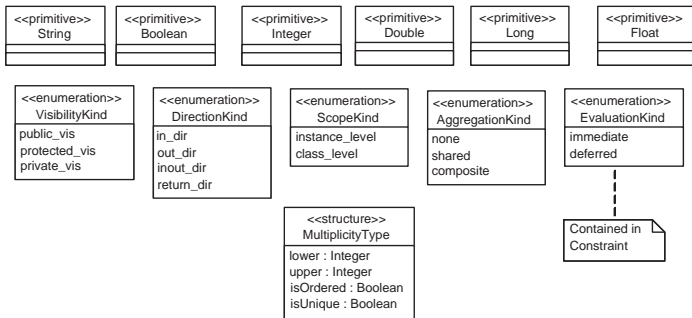 <<primitive>>
String
<<primitive>>
Boolean
<<primitive>>
Integer
<<primitive>>
Double
<<primitive>>
Long
<<primitive>>
Float
<<enumeration>>
VisibilityKind
public_vis
protected_vis
private_vis
<<enumeration>>
DirectionKind
in_dir
out_dir
inout_dir
return_dir
<<enumeration>>
ScopeKind
instance_level
class_level
<<enumeration>>
AggregationKind
none
shared
composite
<<enumeration>>
EvaluationKind
immediate
deferred
Contained in
Constraint
<<structure>>
MultiplicityType
lower : Integer
upper : Integer
isOrdered : Boolean
isUnique : Boolean